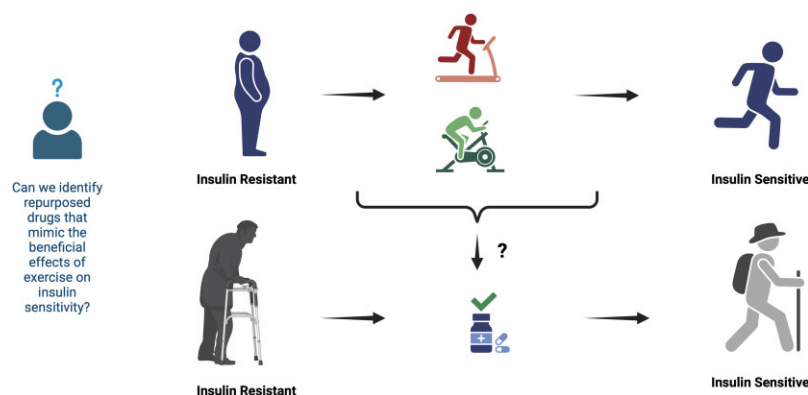 ?
Can we identify
repurposed
drugs that
mimic the
beneficial
effects of
exercise on
insulin
sensitivity?
Insulin Resistant
Insulin Sensitive
?
Insulin Resistant
Insulin Sensitive